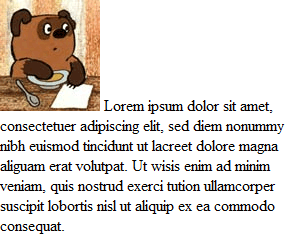 Lorem ipsum dolor sit amet,
consectetuer adipiscing elit, sed diem nonummy
nibh euismod tincidunt ut lacreet dolore magna
aliguam erat volutpat. Ut wisis enim ad minim
veniam, quis nostrud exerci tution ullamcorper
suscipit lobortis nisl ut aliquip ex ea commodo
consequat.